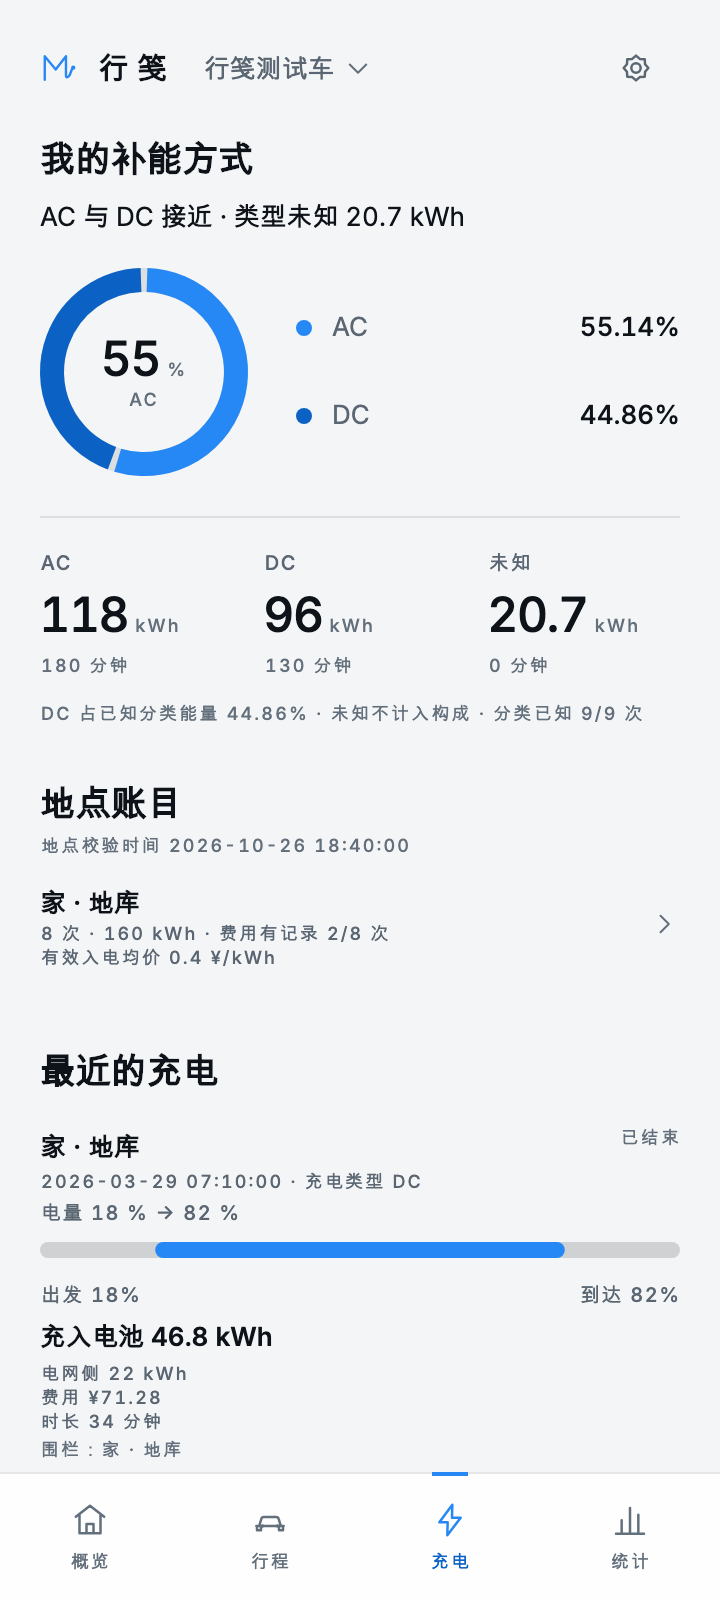 行笺 行笺测试车
我的补能方式
AC 与 DC 接近 · 类型未知 20.7 kWh
55 %
AC
AC 55.14%
DC 44.86%
AC DC 未知
118 kWh 96 kWh 20.7 kWh
180 分钟 130 分钟 0 分钟
DC 占已知分类能量 44.86% · 未知不计入构成 · 分类已知 9/9 次
地点账目
地点校验时间 2026-10-26 18:40:00
家 · 地库
8 次 · 160 kWh · 费用有记录 2/8 次
有效入电均价 0.4 ¥/kWh
最近的充电
家 · 地库 已结束
2026-03-29 07:10:00 · 充电类型 DC
电量 18 % → 82 %
出发 18% 到达 82%
充入电池 46.8 kWh
电网侧 22 kWh
费用 ¥71.28
时长 34 分钟
围栏：家 · 地库
概览 行程 充电 统计